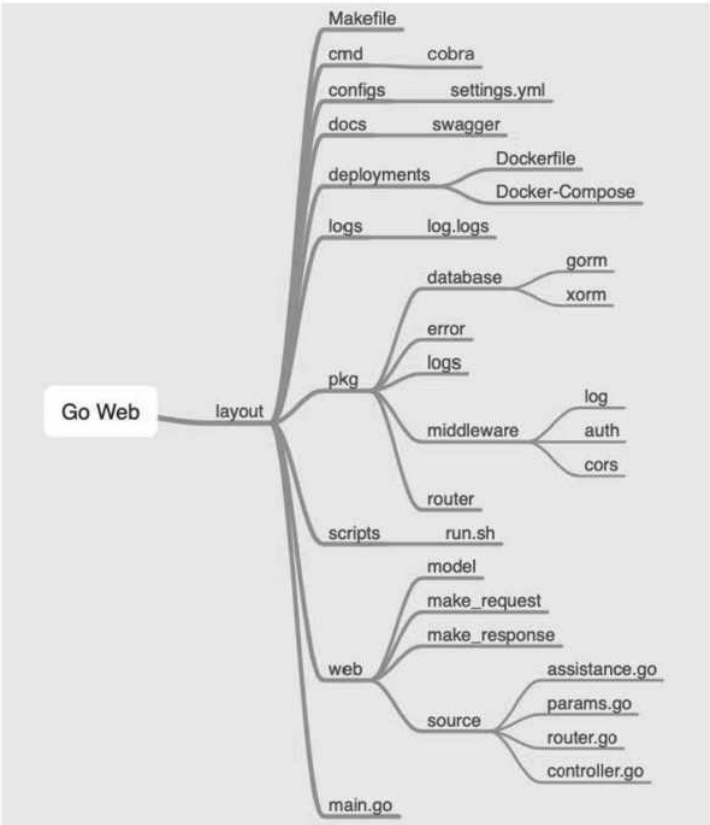 Makefile
cmd cobra
configs settings.yml
docs swagger
Dockerfile
deployments
Docker-Compose
logs log.logs
gorm
database
xorm
error
logs
pkg
log
Go Web layout
middleware auth
cors
router
scripts run.sh
model
make_request
make_response
web assistance.go
params.go
source
router.go
controller.go
main.go